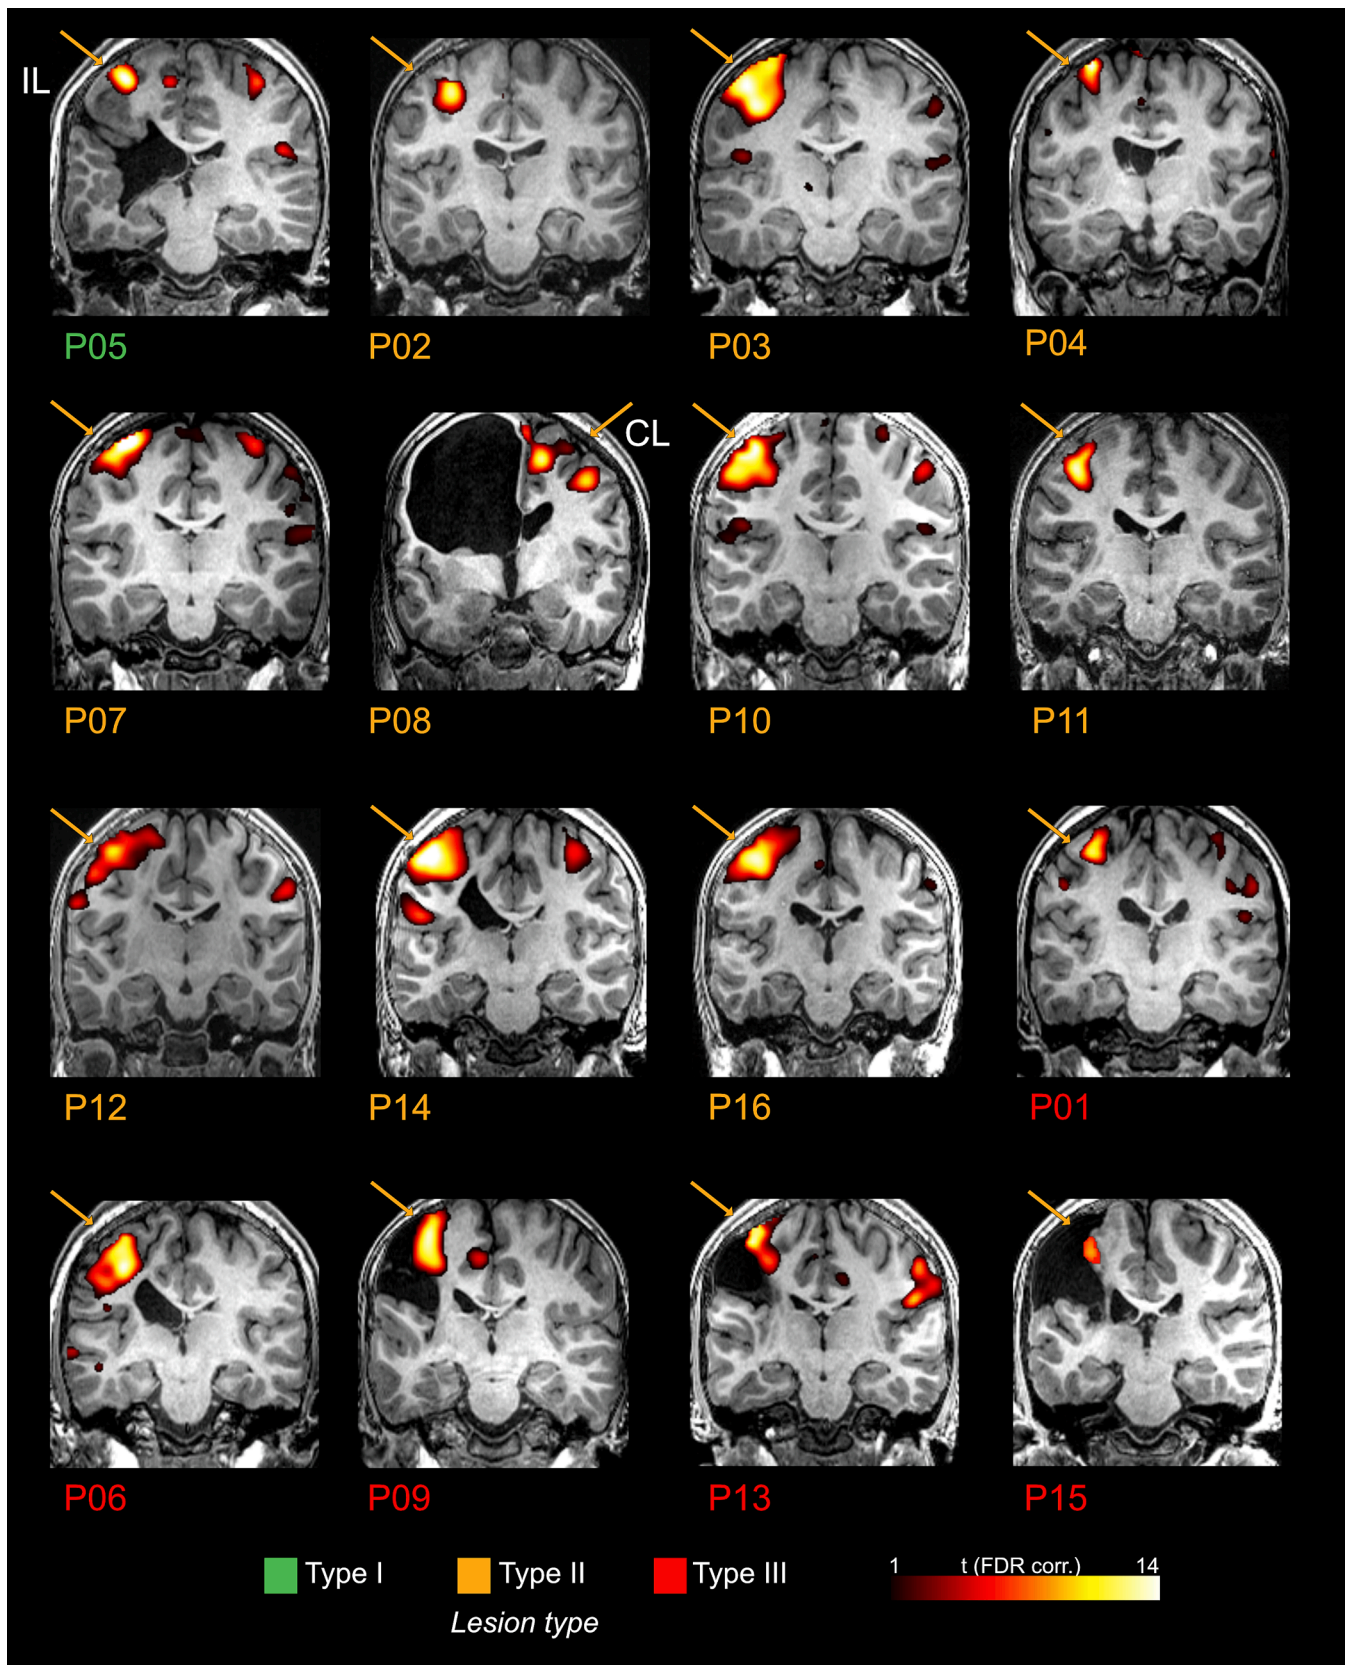 IL
P05 P02 P03 P04
CL
P07 P08 P10 P11
P12 P14 P16 P01
P06 P09 P13 P15
Type I Type II Type III 1 t (FDR corr.) 14
Lesion type